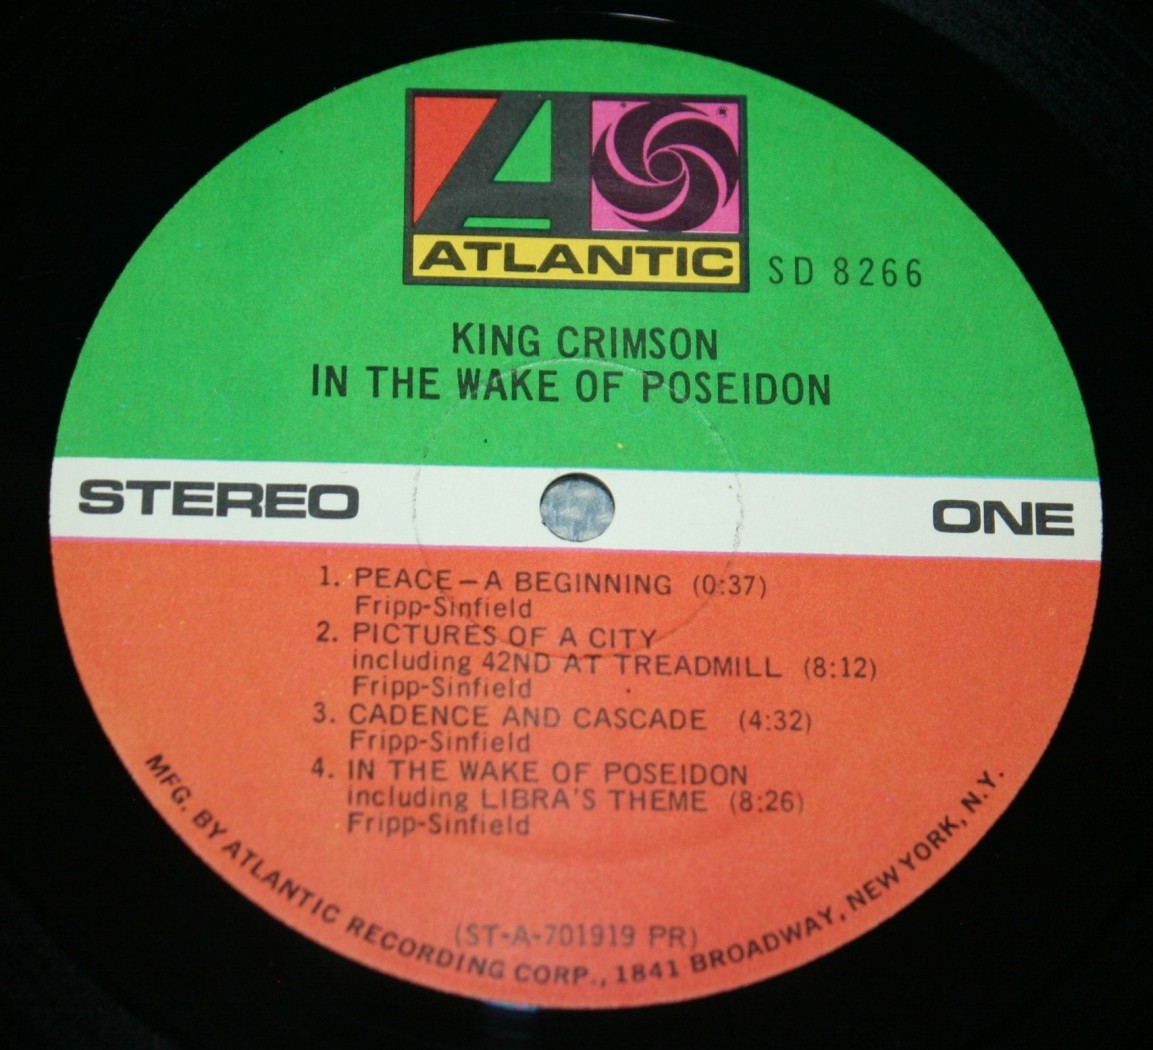 ATLANTIC
SD 8266
KING CRIMSON
IN THE WAKE OF POSEIDON
STEREO
ONE
1. PEACE—A BEGINNING (0:37)
Fripp-Sinfield
2. PICTURES OF A CITY
including 42ND AT TREADMILL (8:12)
Fripp-Sinfield
3. CADENCE AND CASCADE (4:32)
Fripp-Sinfield
4. IN THE WAKE OF POSEIDON
including LIBRA'S THEME (8:26)
Fripp-Sinfield
(ST-A-701919 PR)
MFG. BY ATLANTIC RECORDING CORP., 1841 BROADWAY, NEW YORK, N.Y.